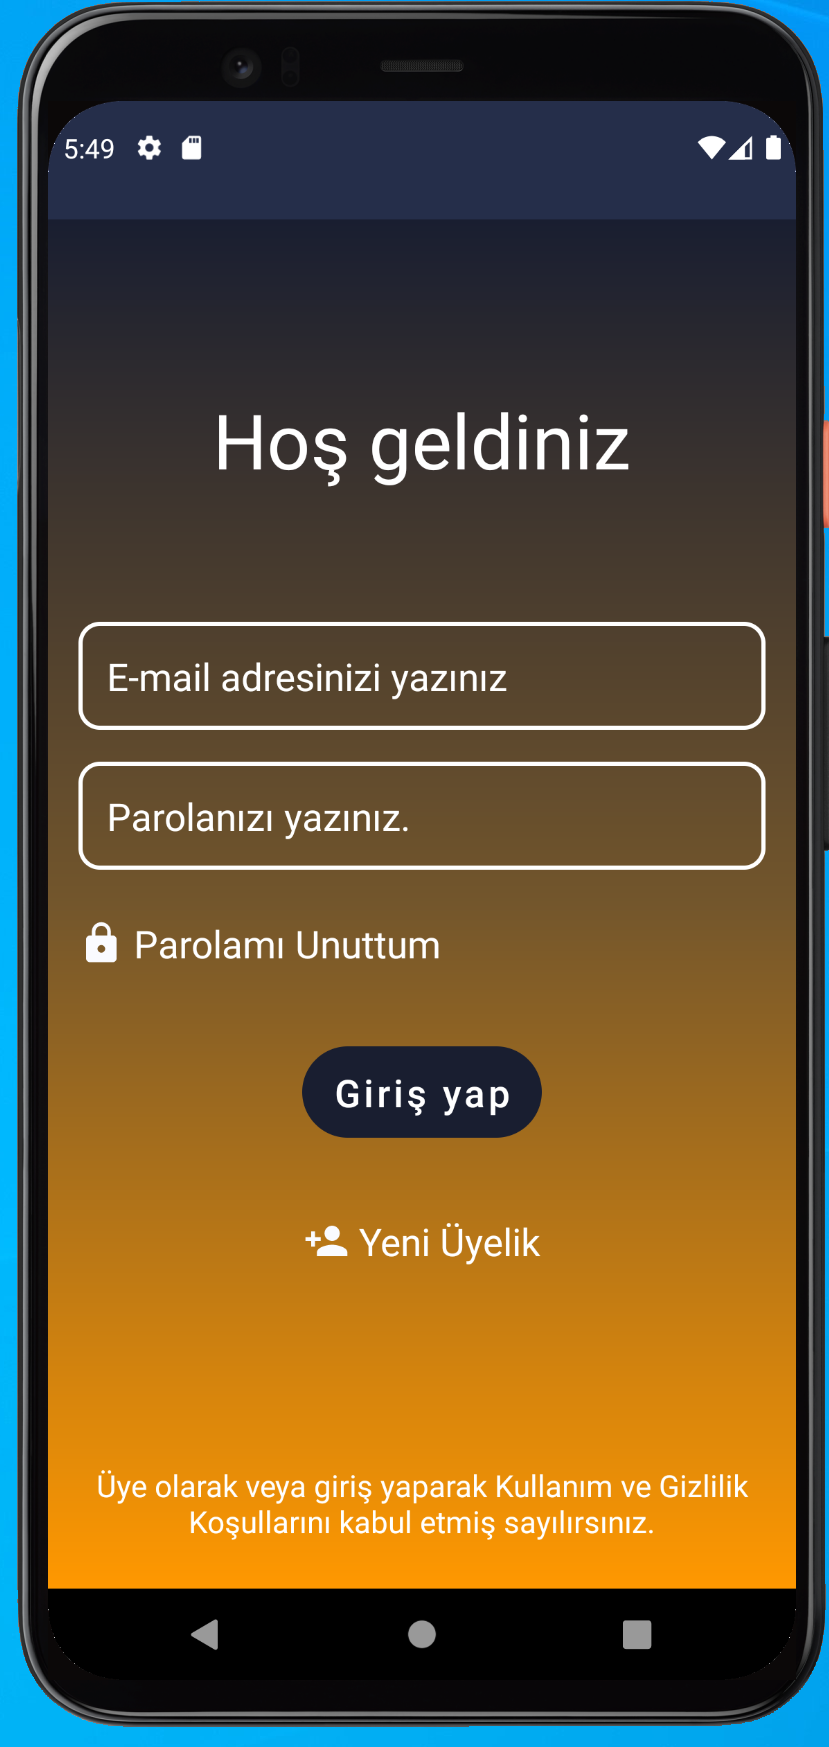 5:49
Hoş geldiniz
E-mail adresinizi yazınız
Parolanızı yazınız.
Parolamı Unuttum
Giriş yap
Yeni Üyelik
Üye olarak veya giriş yaparak Kullanım ve Gizlilik
Koşullarını kabul etmiş sayılırsınız.